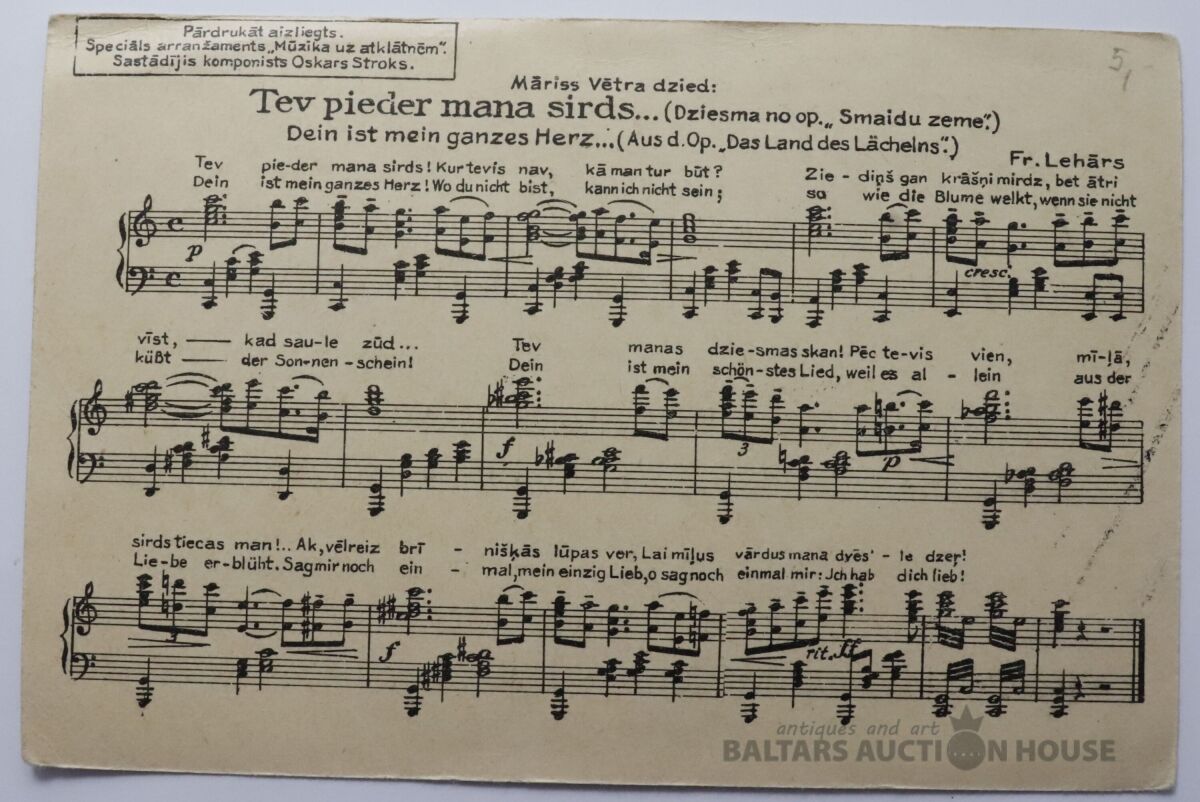 Pārdrukāt aizliegts.
Speciāls arranžaments „Mūzika uz atklātnēm”.
Sastādījis komponists Oskars Stroks.
5,
Māriss Vētra dzied:
Tev pieder mana sirds... (Dziesma no op. „Smaidu zeme”.)
Dein ist mein ganzes Herz... (Aus d. Op. „Das Land des Lächelns”.)
Fr. Lehārs
Tev pie-der mana sirds! Kur tevis nav, kā man tur būt? Zie-diņš gan krāšņi mirdz, bet ātri
Dein ist mein ganzes Herz! Wo du nicht bist, kann ich nicht sein; so wie die Blume welkt, wenn sie nicht
p
cresc.
vīst, — kad sau-le zūd... Tev manas dzie-smas skan! Pēc te-vis vien, mī-ļā,
küßt — der Son-nen-schein! Dein ist mein schön-stes Lied, weil es al-lein aus der
f 3 p
sirds tiecas man!.. Ak, vēlreiz brī-nišķās lūpas ver, Lai mīļus vārdus mana dvēs'-le dzer!
Lie-be er-blüht. Sag mir noch ein-mal, mein einzig Lieb, o sag noch einmal mir: Jch hab dich lieb!
3 f rit. ff
antiques and art
BALTARS AUCTION HOUSE